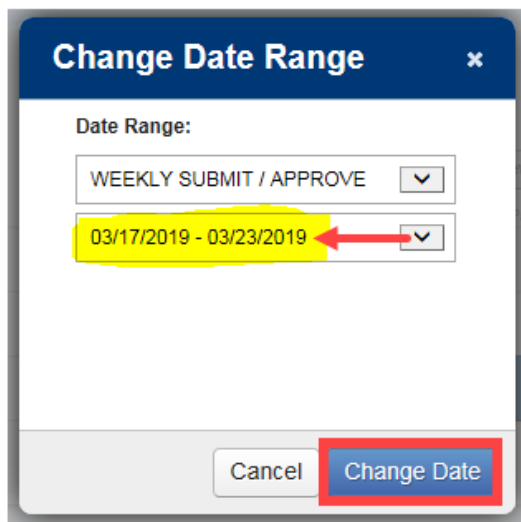 Change Date Range ×
Date Range:
WEEKLY SUBMIT / APPROVE
03/17/2019 - 03/23/2019
Cancel Change Date